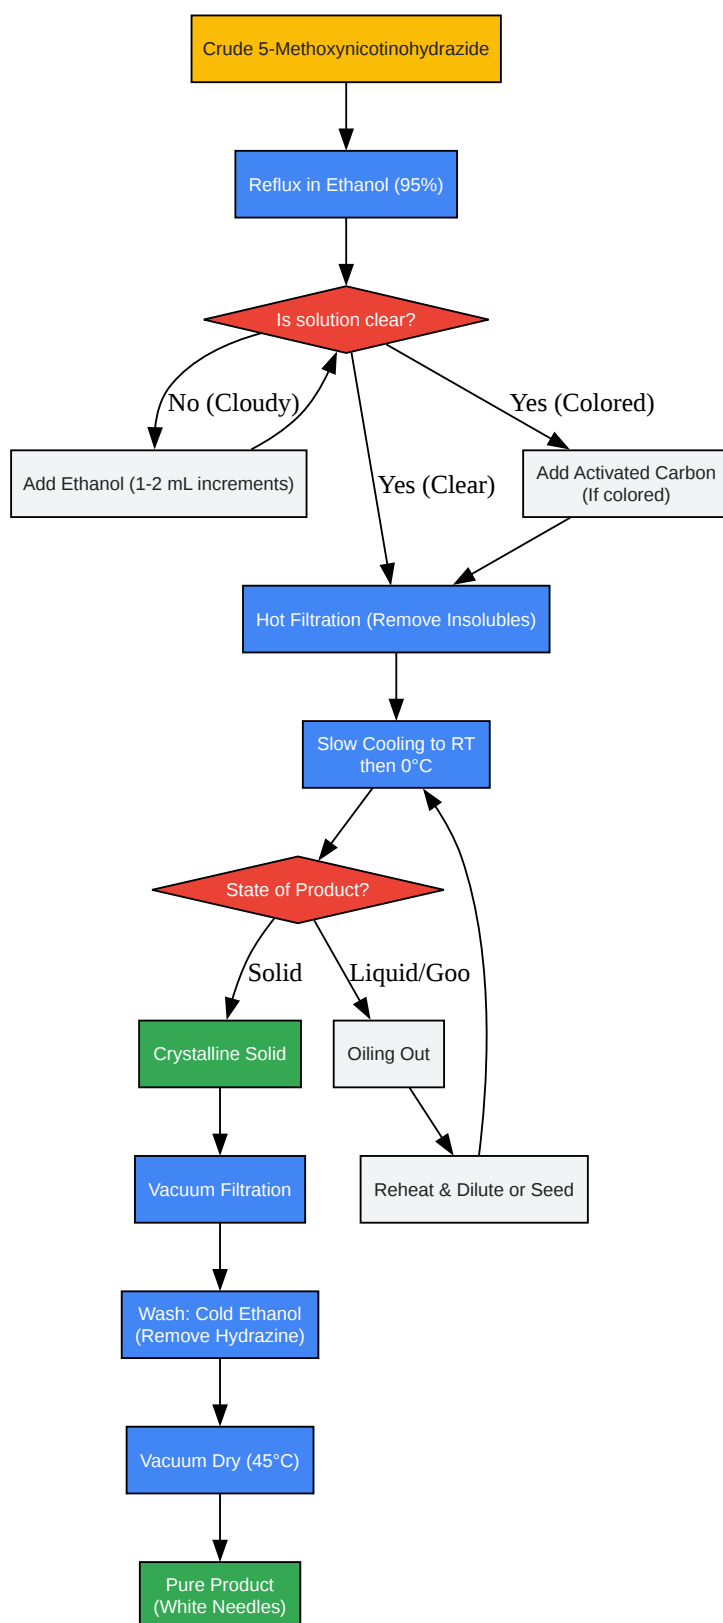 Crude 5-Methoxynicotinohydrazide
Reflux in Ethanol (95%)
Is solution clear?
No (Cloudy)
Yes (Colored)
Add Ethanol (1-2 mL increments)
Yes (Clear)
Add Activated Carbon
(If colored)
Hot Filtration (Remove Insolubles)
Slow Cooling to RT
then 0°C
State of Product?
Solid
Liquid/Goo
Crystalline Solid
Oiling Out
Vacuum Filtration
Reheat & Dilute or Seed
Wash: Cold Ethanol
(Remove Hydrazine)
Vacuum Dry (45°C)
Pure Product
(White Needles)